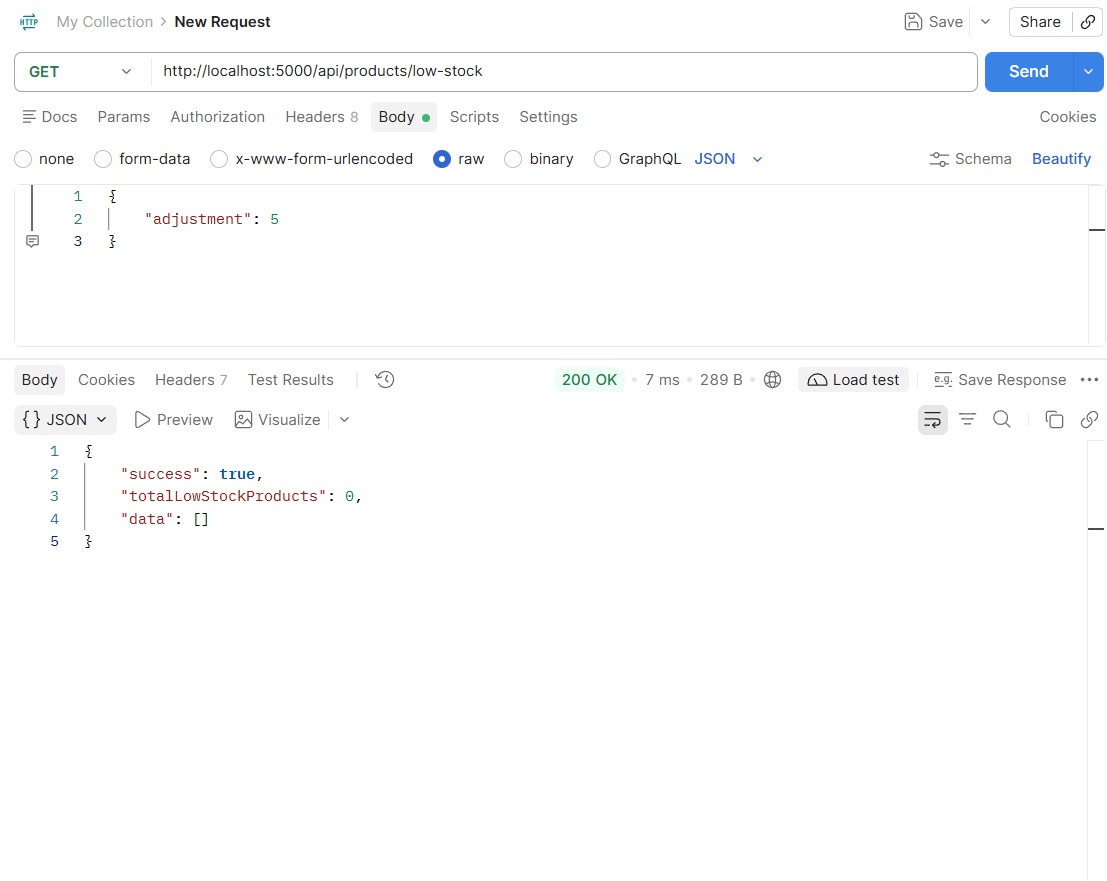 HTTP My Collection > New Request Save Share
GET http://localhost:5000/api/products/low-stock Send
Docs Params Authorization Headers 8 Body Scripts Settings Cookies
none form-data x-www-form-urlencoded raw binary GraphQL JSON Schema Beautify
1 {
2 "adjustment": 5
3 }
Body Cookies Headers 7 Test Results 200 OK • 7 ms • 289 B • Load test e.g. Save Response •••
{} JSON Preview Visualize
1 {
2 "success": true,
3 "totalLowStockProducts": 0,
4 "data": []
5 }